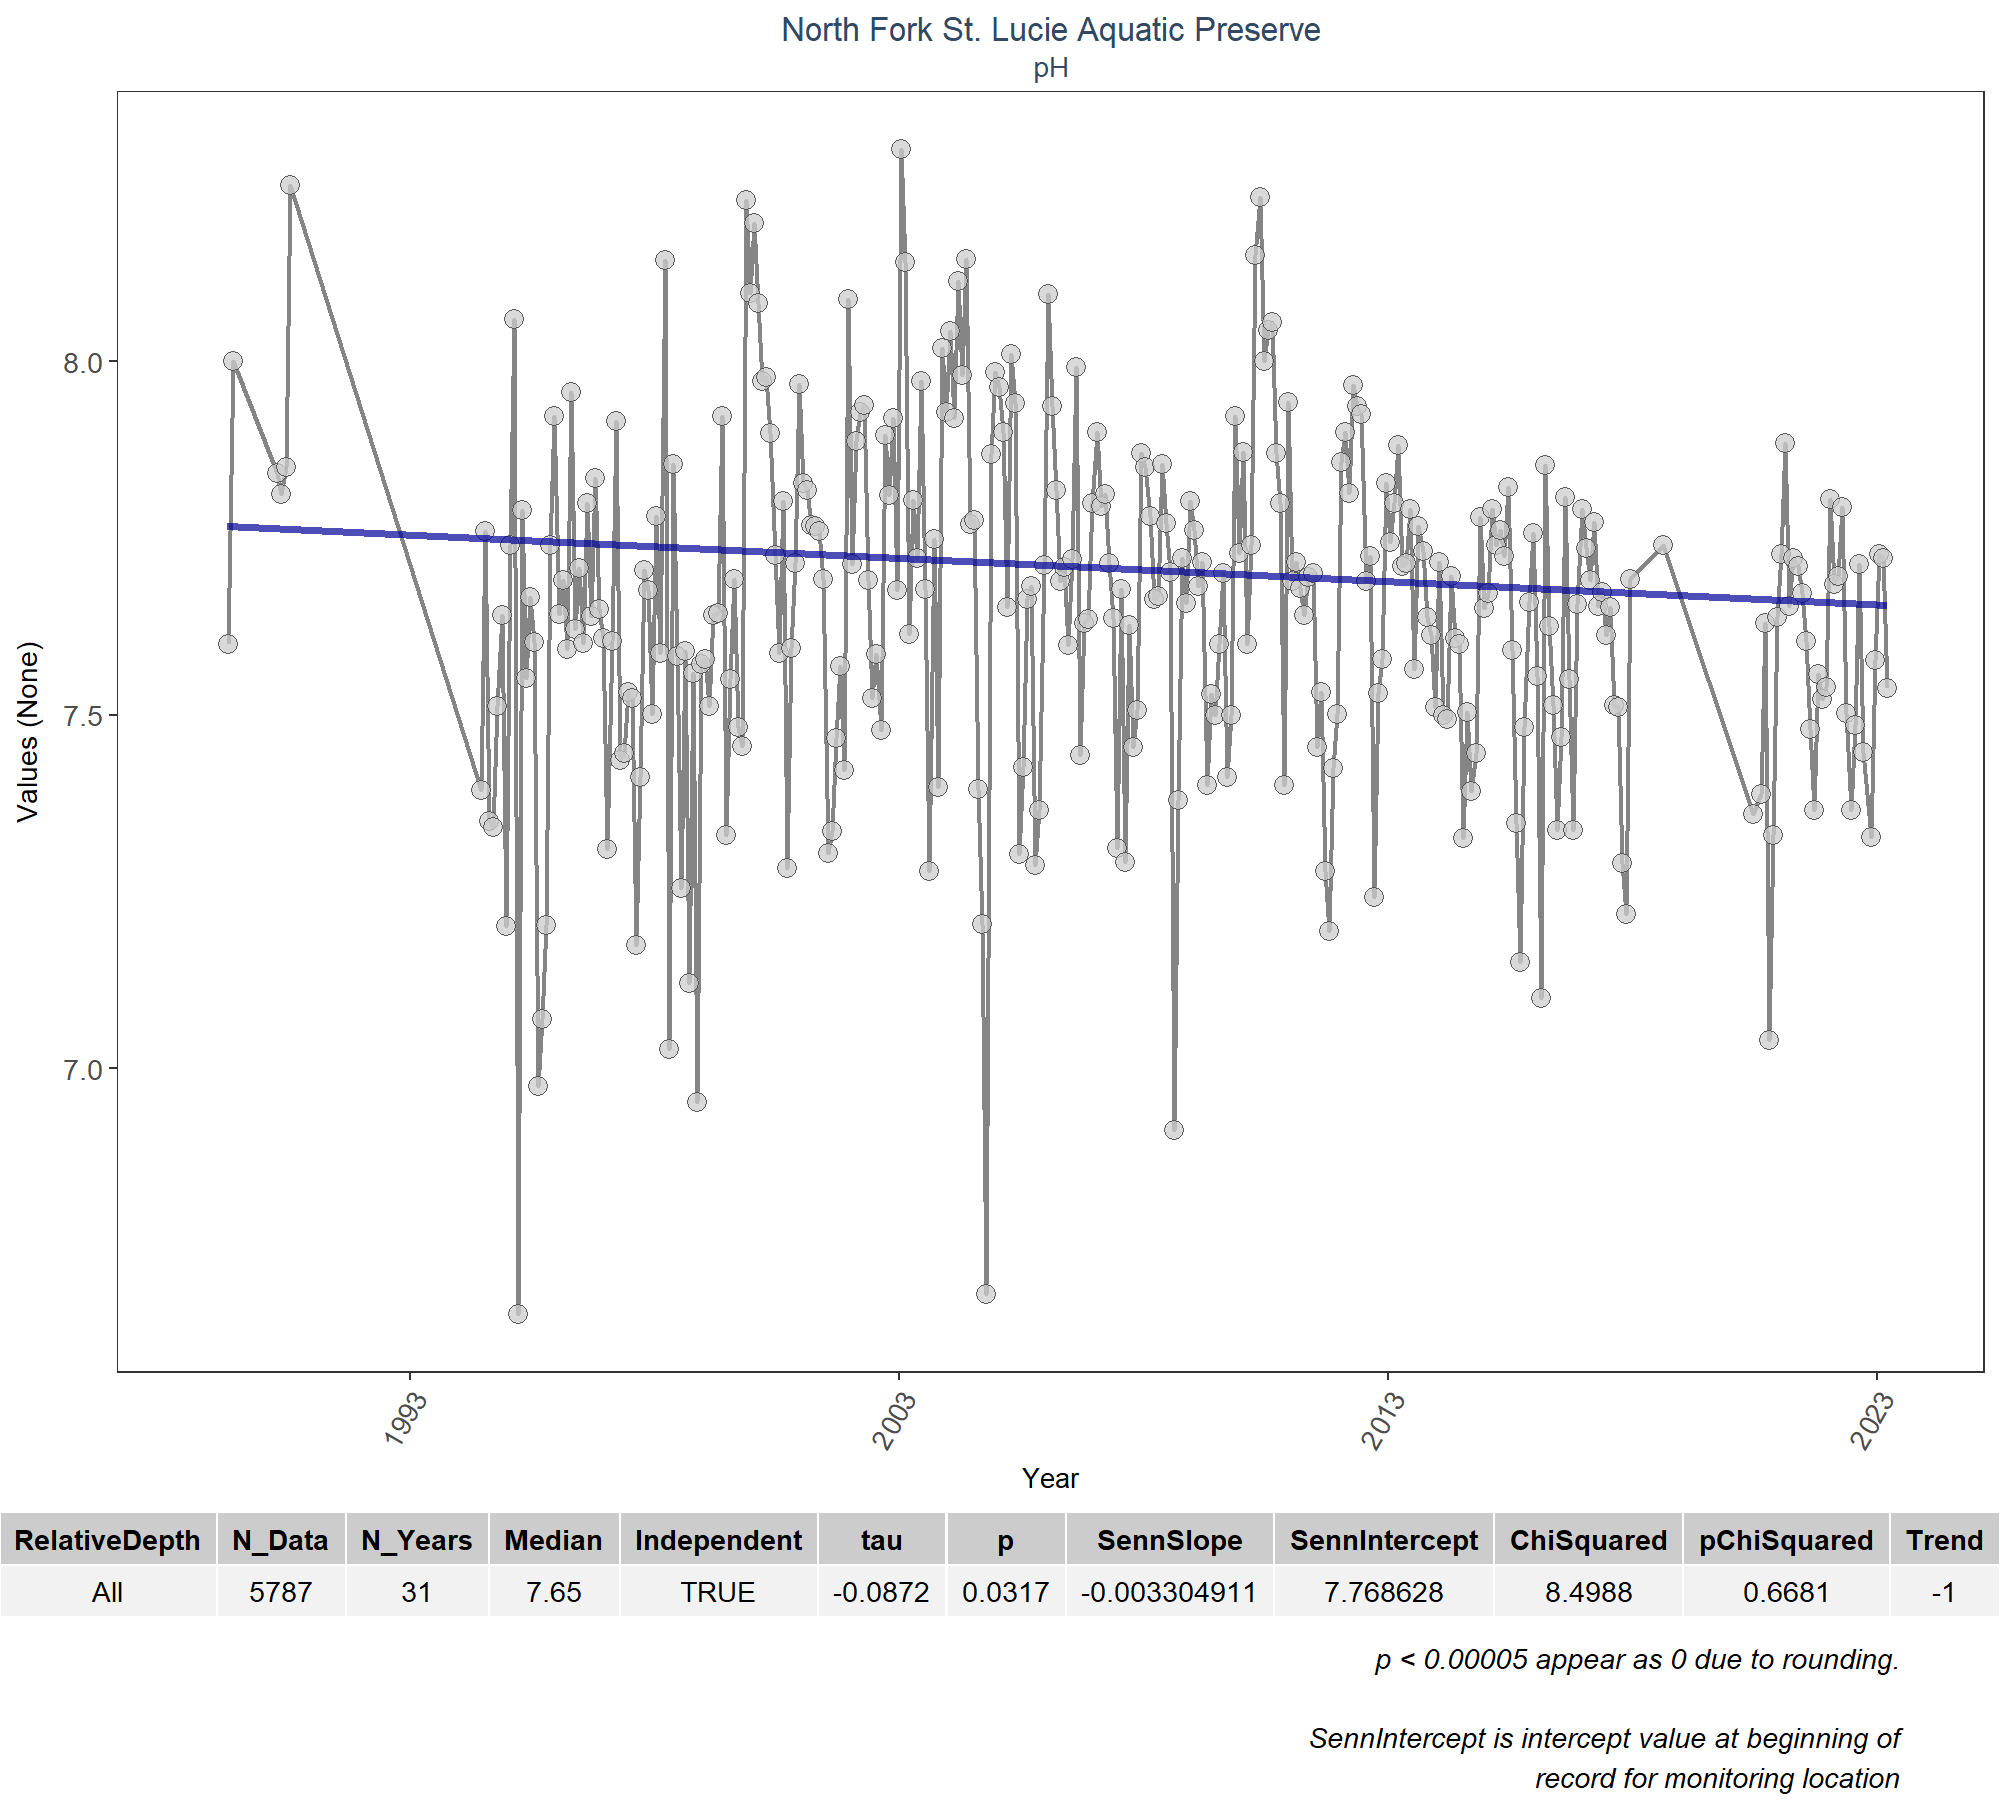 North Fork St. Lucie Aquatic Preserve
pH
Values (None)
8.0
7.5
7.0
1993 2003 2013 2023
Year
RelativeDepth N_Data N_Years Median Independent tau p SennSlope SennIntercept ChiSquared pChiSquared Trend
All 5787 31 7.65 TRUE -0.0872 0.0317 -0.003304911 7.768628 8.4988 0.6681 -1
p < 0.00005 appear as 0 due to rounding.
SennIntercept is intercept value at beginning of
record for monitoring location